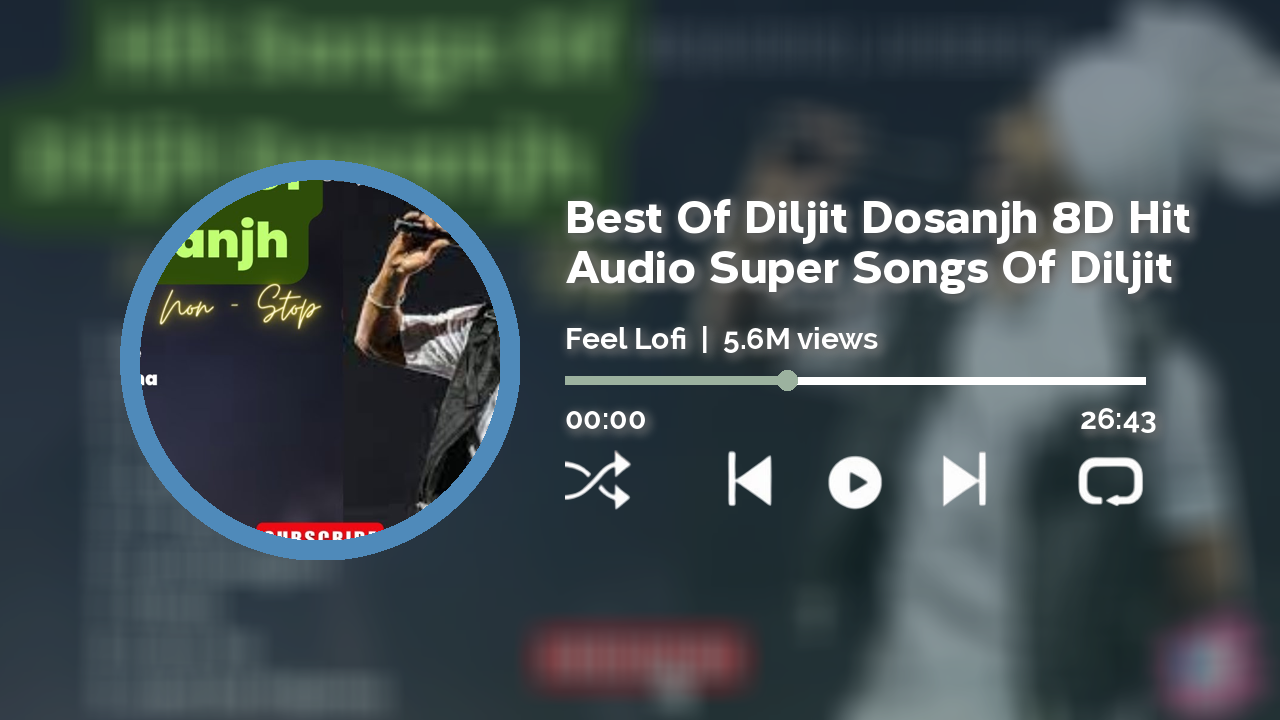 anjh
Non - Stop
Best Of Diljit Dosanjh 8D Hit
Audio Super Songs Of Diljit
Feel Lofi | 5.6M views
00:00 26:43
SUBSCRIBE